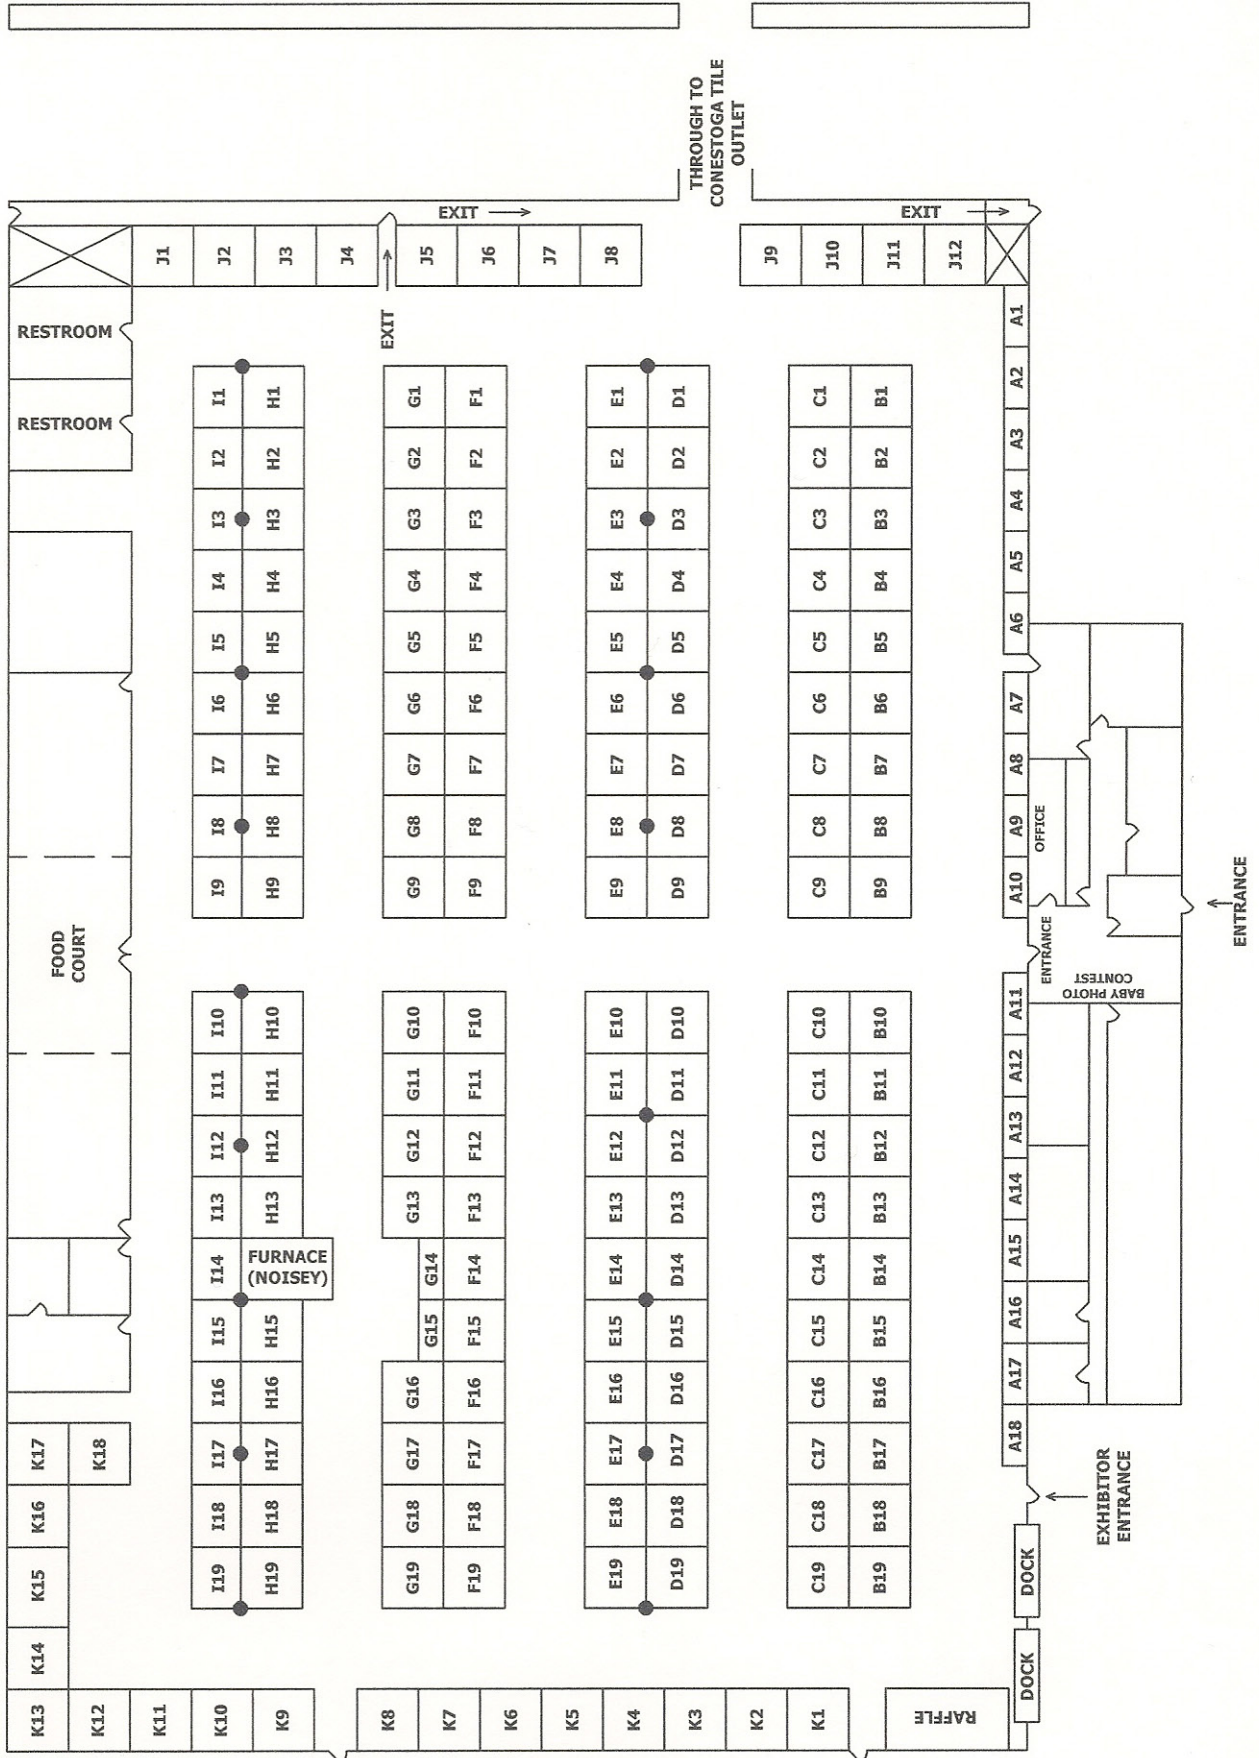 THROUGH TO
CONESTOGA TILE
OUTLET
EXIT
EXIT
J1
J2
J3
J4
J5
J6
J7
J8
J9
J10
J11
J12
EXIT
RESTROOM
RESTROOM
FOOD
COURT
I1
I2
I3
I4
I5
I6
I7
I8
I9
I10
I11
I12
I13
I14
I15
I16
I17
I18
I19
H1
H2
H3
H4
H5
H6
H7
H8
H9
H10
H11
H12
H13
FURNACE
(NOISEY)
H15
H16
H17
H18
H19
G1
G2
G3
G4
G5
G6
G7
G8
G9
G10
G11
G12
G13
G14
G15
G16
G17
G18
G19
F1
F2
F3
F4
F5
F6
F7
F8
F9
F10
F11
F12
F13
F14
F15
F16
F17
F18
F19
E1
E2
E3
E4
E5
E6
E7
E8
E9
E10
E11
E12
E13
E14
E15
E16
E17
E18
E19
D1
D2
D3
D4
D5
D6
D7
D8
D9
D10
D11
D12
D13
D14
D15
D16
D17
D18
D19
C1
C2
C3
C4
C5
C6
C7
C8
C9
C10
C11
C12
C13
C14
C15
C16
C17
C18
C19
B1
B2
B3
B4
B5
B6
B7
B8
B9
B10
B11
B12
B13
B14
B15
B16
B17
B18
B19
A1
A2
A3
A4
A5
A6
A7
A8
A9
A10
A11
A12
A13
A14
A15
A16
A17
A18
OFFICE
ENTRANCE
BABY PHOTO
CONTEST
ENTRANCE
EXHIBITOR
ENTRANCE
DOCK
DOCK
K17
K18
K16
K15
K14
K13
K12
K11
K10
K9
K8
K7
K6
K5
K4
K3
K2
K1
RAFFLE